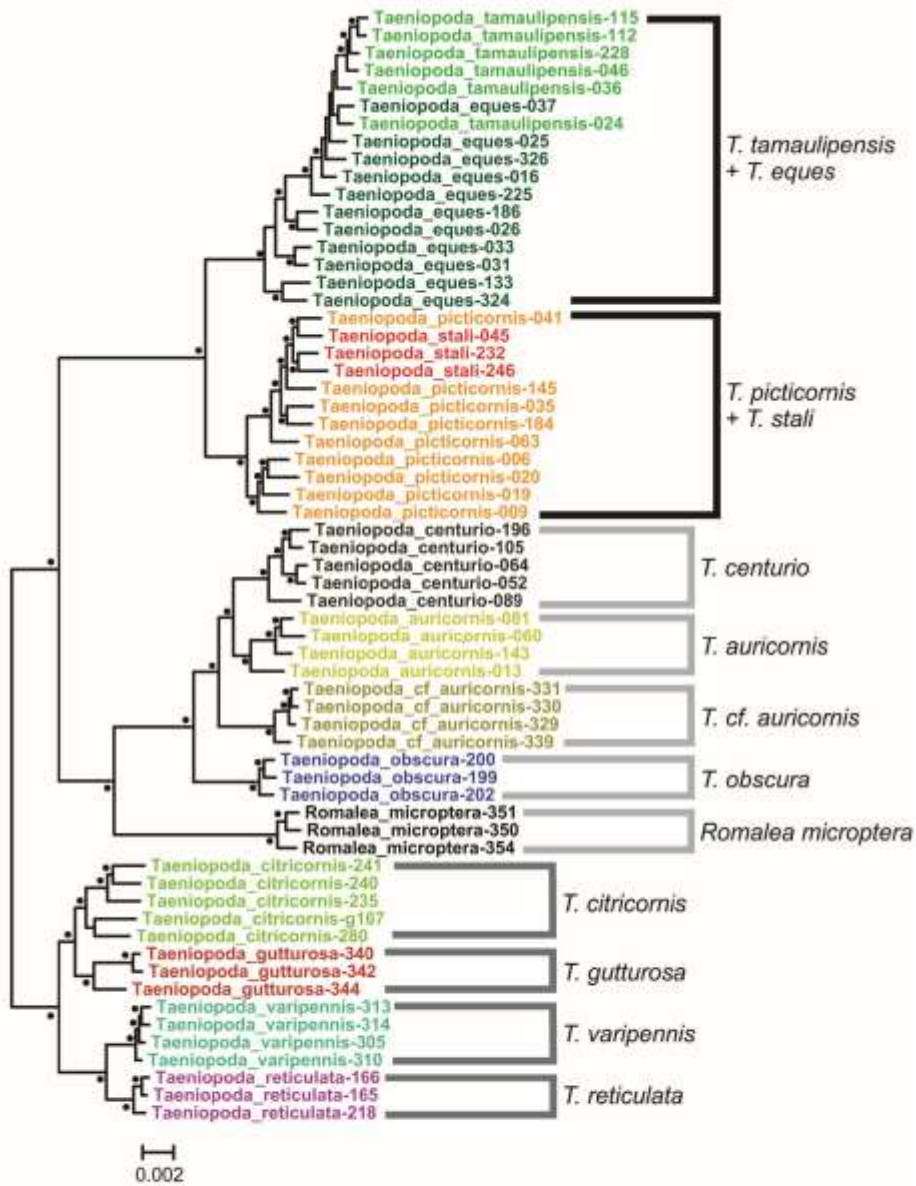 Taeniopoda_tamaulipensis-115
Taeniopoda_tamaulipensis-112
Taeniopoda_tamaulipensis-228
Taeniopoda_tamaulipensis-046
Taeniopoda_tamaulipensis-036
Taeniopoda_eques-037
Taeniopoda_tamaulipensis-024
Taeniopoda_eques-025
Taeniopoda_eques-326
Taeniopoda_eques-016
Taeniopoda_eques-225
Taeniopoda_eques-186
Taeniopoda_eques-026
Taeniopoda_eques-033
Taeniopoda_eques-031
Taeniopoda_eques-133
Taeniopoda_eques-324
T. tamaulipensis
+ T. eques
Taeniopoda_picticornis-041
Taeniopoda_stali-045
Taeniopoda_stali-232
Taeniopoda_stali-246
Taeniopoda_picticornis-145
Taeniopoda_picticornis-035
Taeniopoda_picticornis-184
Taeniopoda_picticornis-063
Taeniopoda_picticornis-006
Taeniopoda_picticornis-020
Taeniopoda_picticornis-019
Taeniopoda_picticornis-009
T. picticornis
+ T. stali
Taeniopoda_centurio-196
Taeniopoda_centurio-105
Taeniopoda_centurio-064
Taeniopoda_centurio-052
Taeniopoda_centurio-089
T. centurio
Taeniopoda_auricornis-081
Taeniopoda_auricornis-060
Taeniopoda_auricornis-143
Taeniopoda_auricornis-013
T. auricornis
Taeniopoda_cf_auricornis-331
Taeniopoda_cf_auricornis-330
Taeniopoda_cf_auricornis-329
Taeniopoda_cf_auricornis-339
T. cf. auricornis
Taeniopoda_obscura-200
Taeniopoda_obscura-199
Taeniopoda_obscura-202
T. obscura
Romalea_microptera-351
Romalea_microptera-350
Romalea_microptera-354
Romalea microptera
Taeniopoda_citricornis-241
Taeniopoda_citricornis-240
Taeniopoda_citricornis-235
Taeniopoda_citricornis-g167
Taeniopoda_citricornis-280
T. citricornis
Taeniopoda_gutturosa-340
Taeniopoda_gutturosa-342
Taeniopoda_gutturosa-344
T. gutturosa
Taeniopoda_varipennis-313
Taeniopoda_varipennis-314
Taeniopoda_varipennis-305
Taeniopoda_varipennis-310
T. varipennis
Taeniopoda_reticulata-166
Taeniopoda_reticulata-165
Taeniopoda_reticulata-218
T. reticulata
0.002